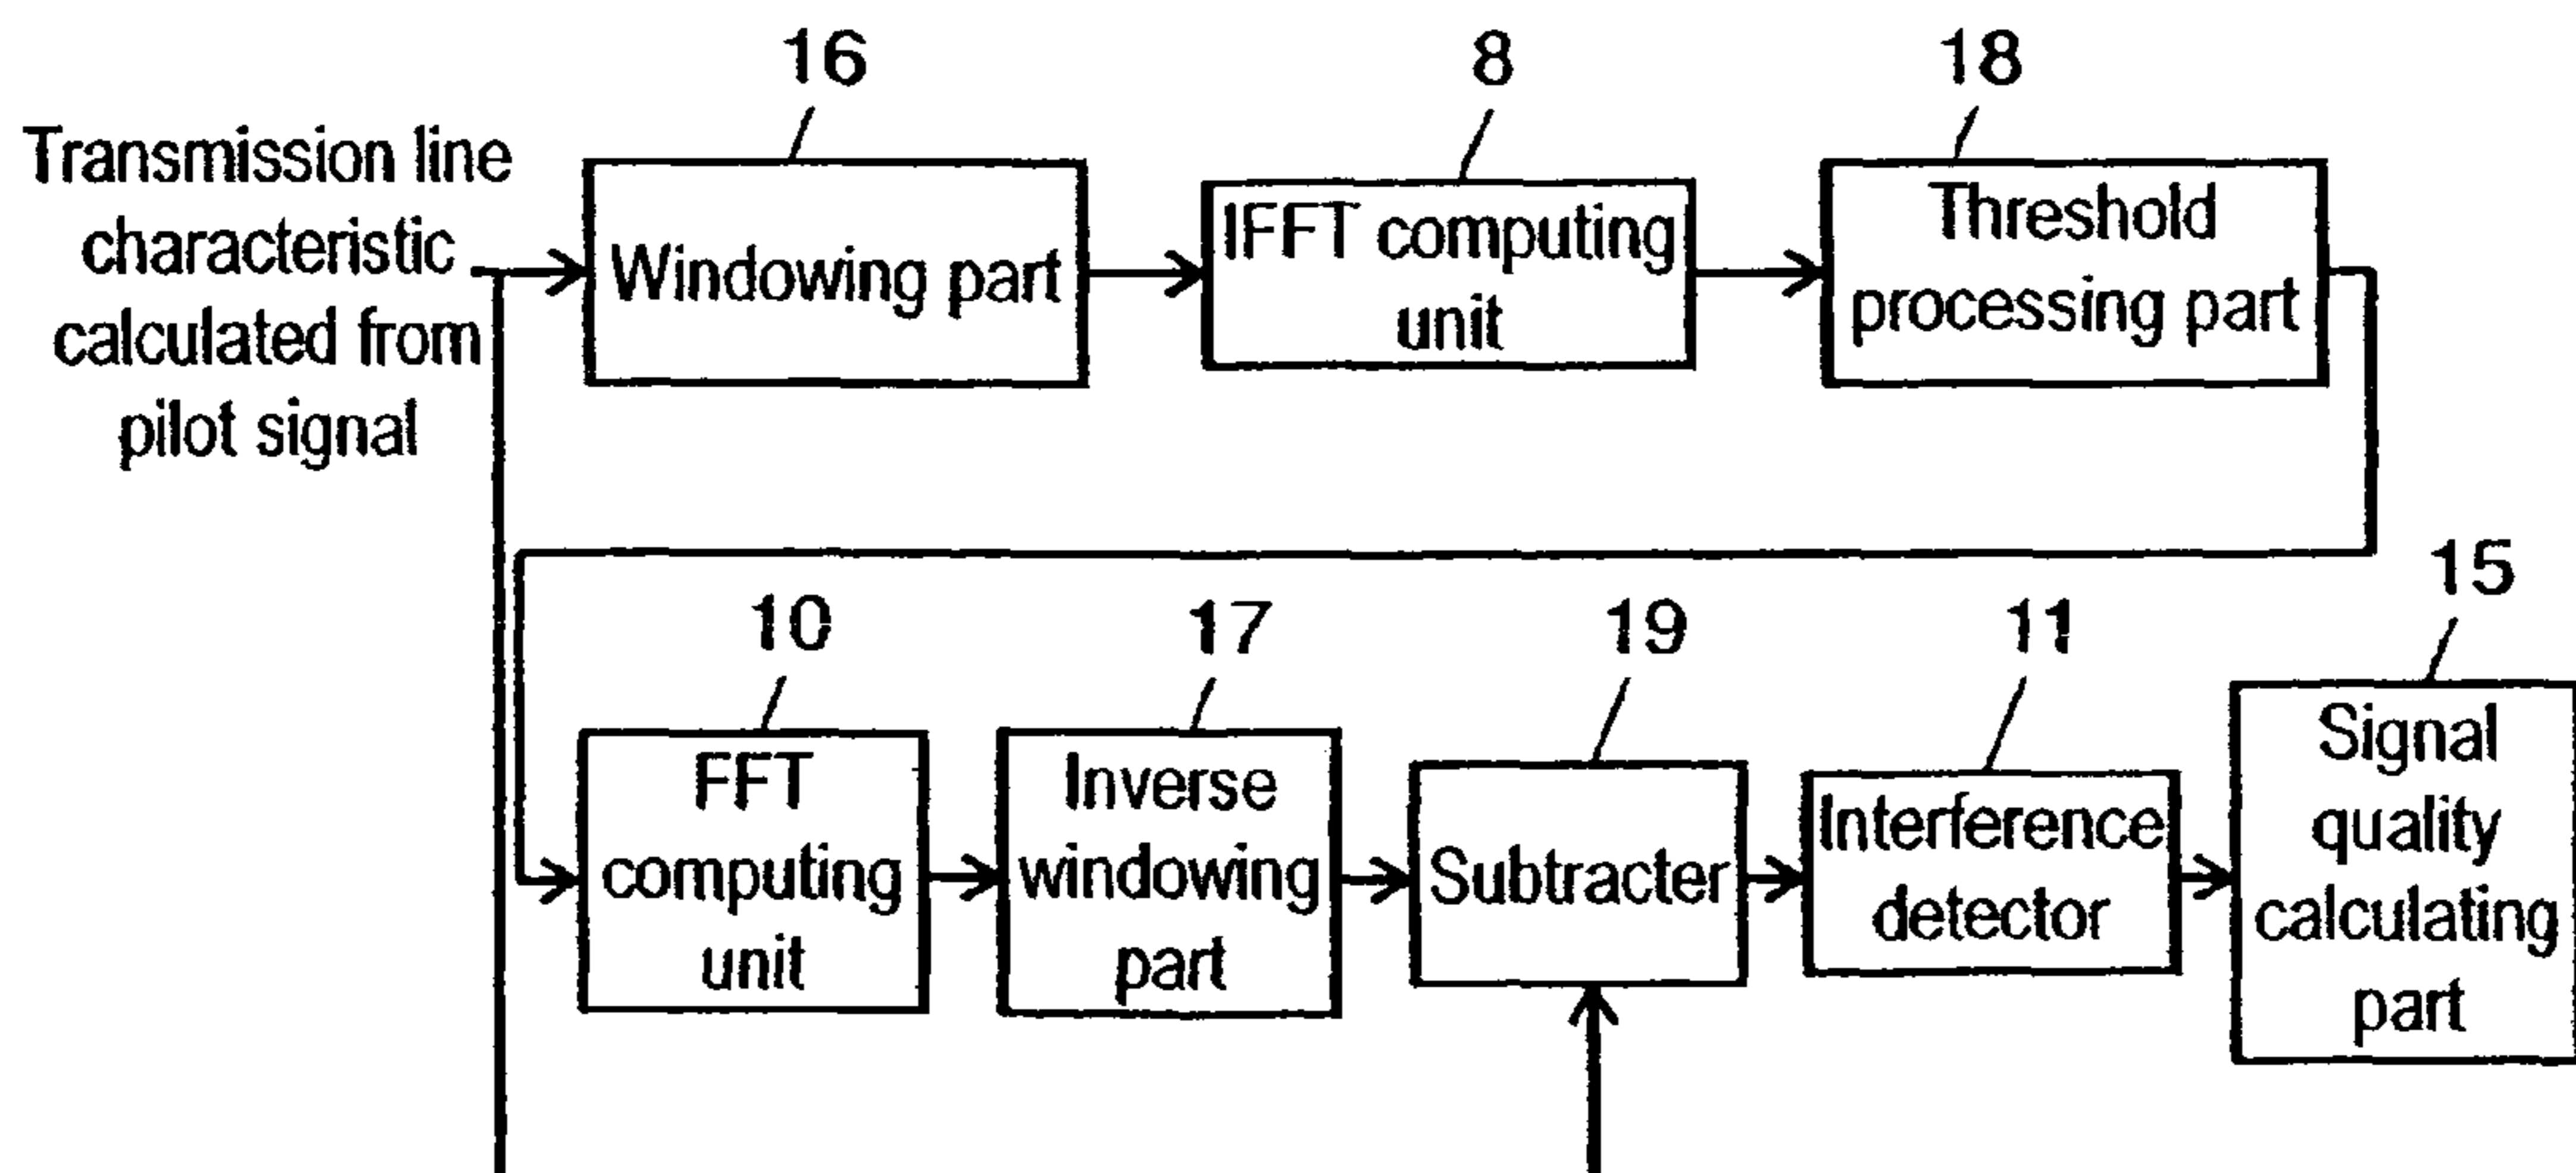 16
8
18
Transmission line
characteristic
calculated from
pilot signal
Windowing part
IFFT computing
unit
Threshold
processing part
10
17
19
11
15
FFT
computing
unit
Inverse
windowing
part
Subtracter
Interference
detector
Signal
quality
calculating
part